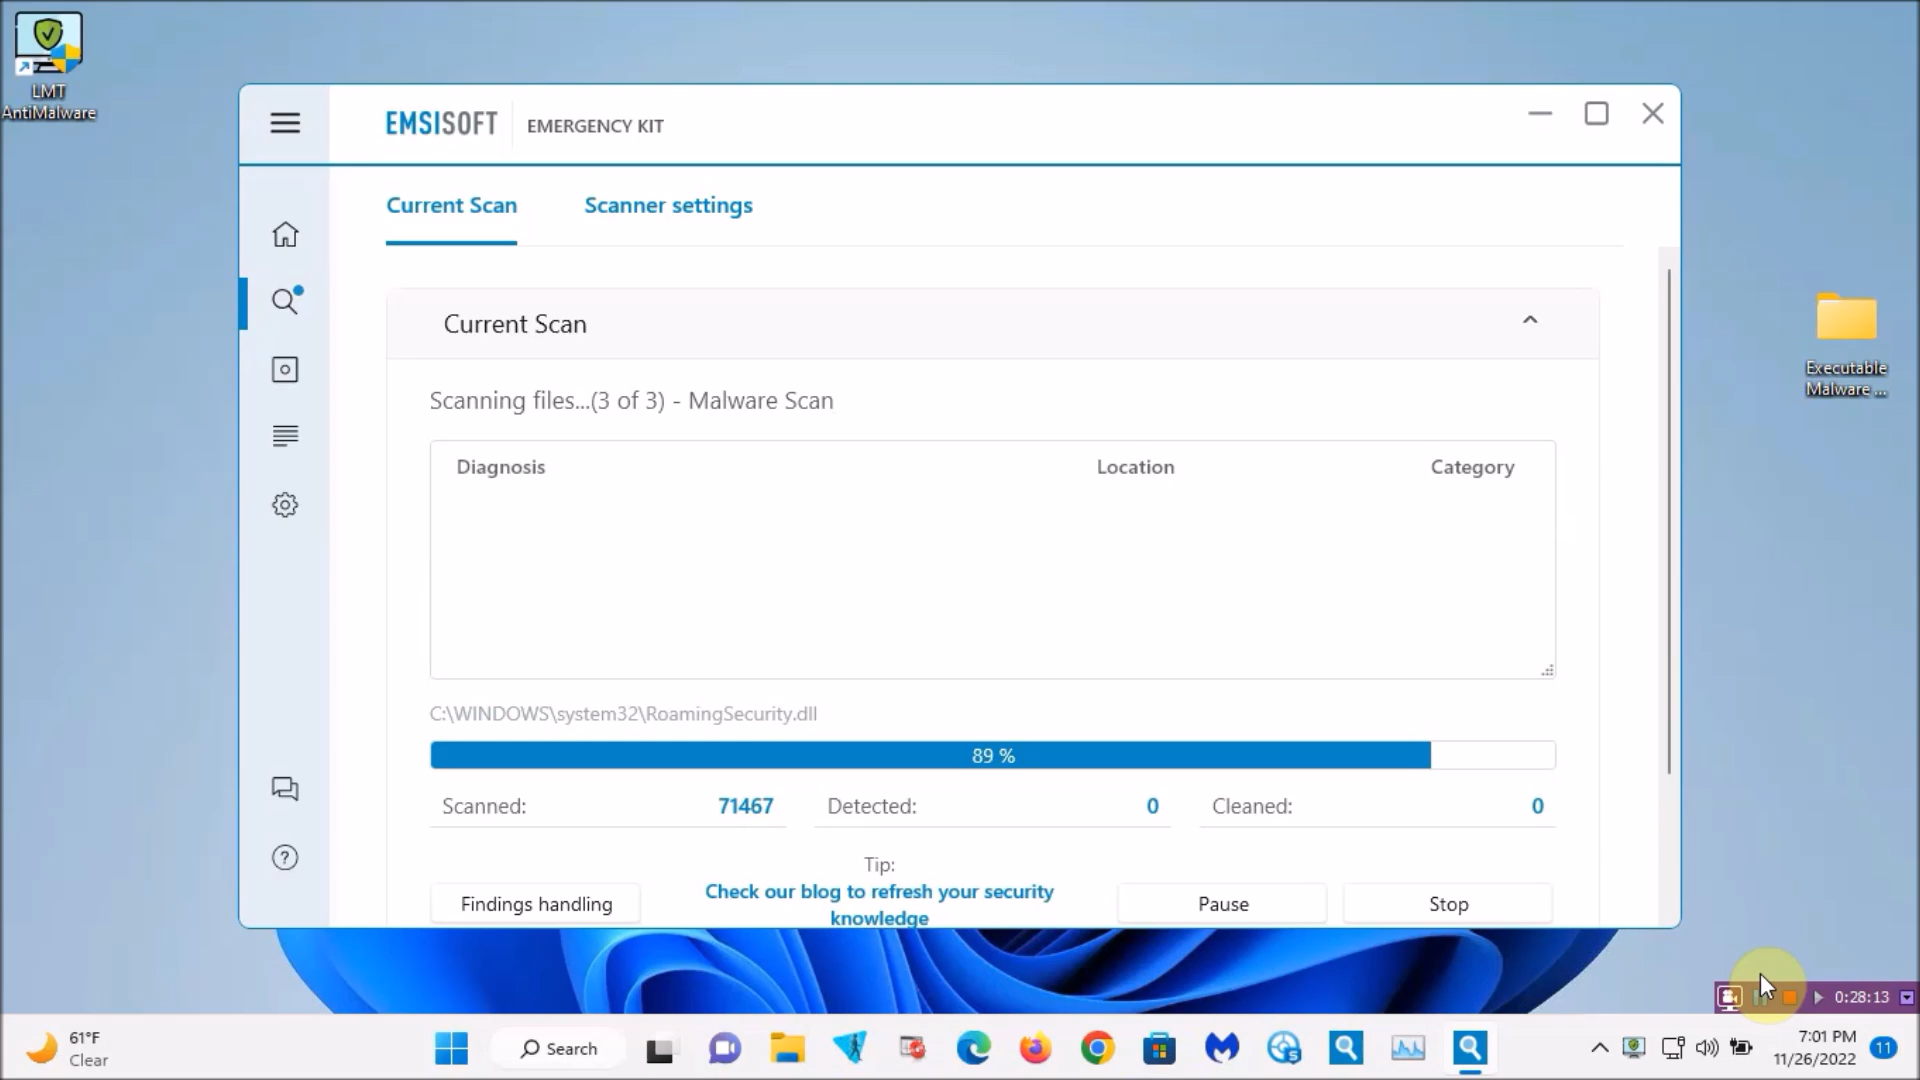 LMT
AntiMalware
EMSISOFT EMERGENCY KIT
Current Scan Scanner settings
Current Scan
Scanning files...(3 of 3) - Malware Scan
Diagnosis Location Category
C:\WINDOWS\system32\RoamingSecurity.dll
89 %
Scanned: 71467 Detected: 0 Cleaned: 0
Tip:
Check our blog to refresh your security
knowledge
Findings handling Pause Stop
Executable
Malware ...
0:28:13
61°F
Clear
Search
7:01 PM
11/26/2022
11